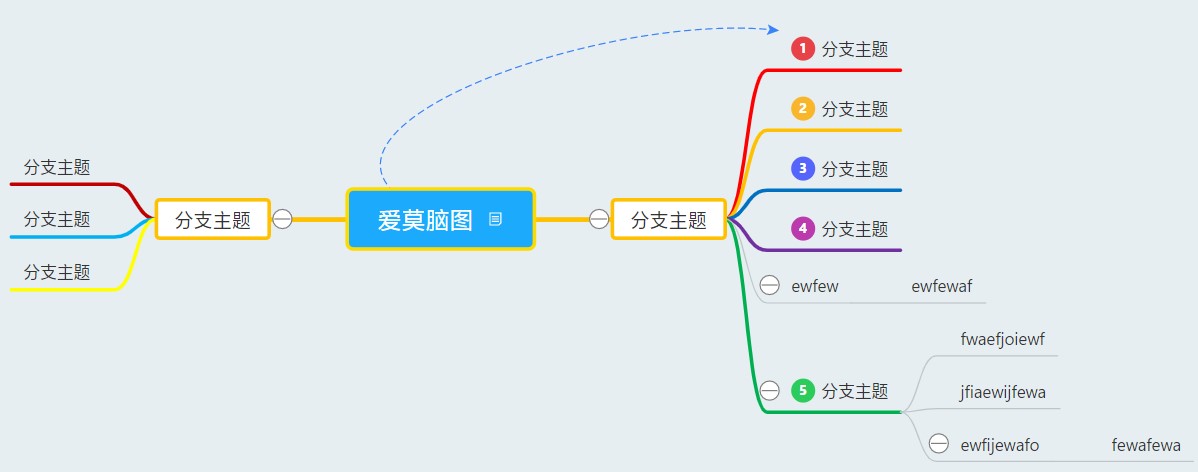 爱莫脑图
分支主题
分支主题
分支主题
分支主题
分支主题
1 分支主题
2 分支主题
3 分支主题
4 分支主题
ewfew
ewfewaf
5 分支主题
fwaefjoiewf
jfiaewijfewa
ewfijewafo
fewafewa